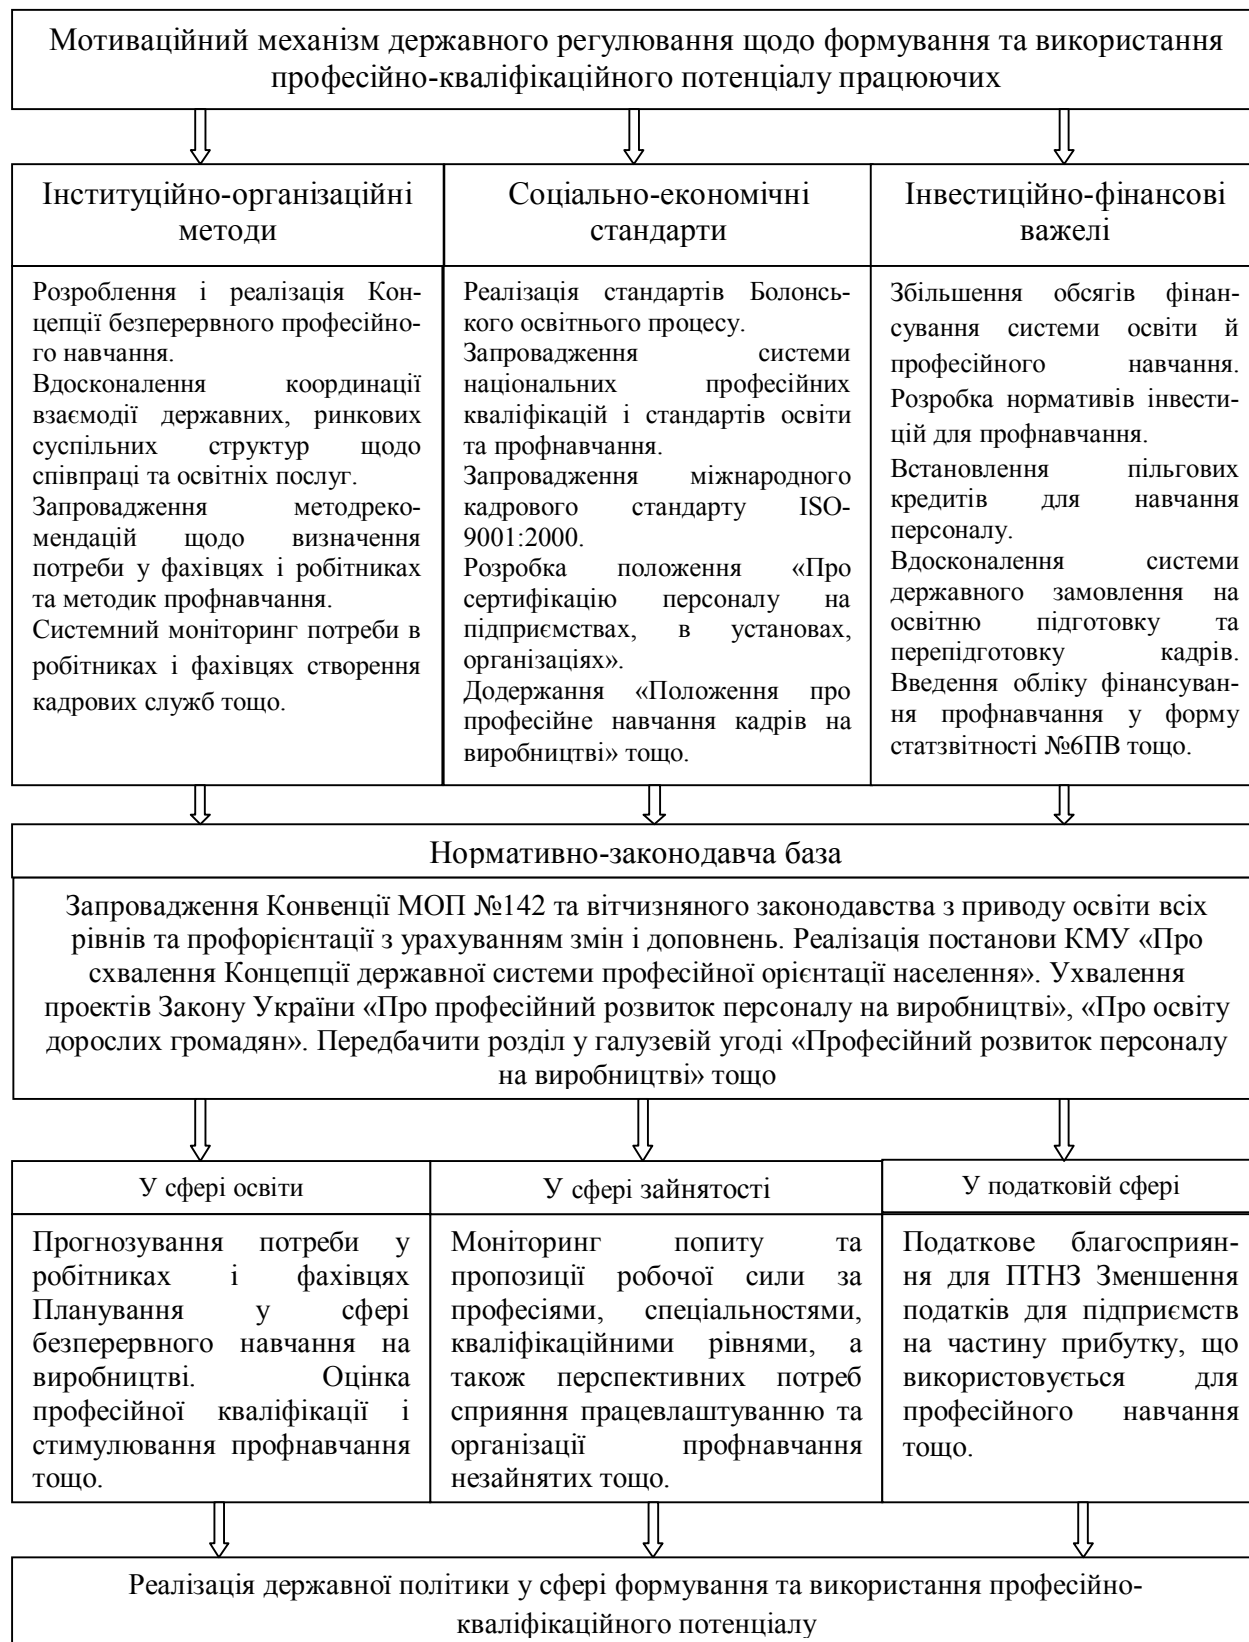 Мотиваційний механізм державного регулювання щодо формування та використання
професійно-кваліфікаційного потенціалу працюючих
Інституційно-організаційні
методи
Соціально-економічні
стандарти
Інвестиційно-фінансові
важелі
Розроблення і реалізація Кон-
цепції безперервного професійно-
го навчання.
Вдосконалення координації
взаємодії державних, ринкових
суспільних структур щодо
співпраці та освітніх послуг.
Запровадження методреко-
мендацій щодо визначення
потреби у фахівцях і робітниках
та методик профнавчання.
Системний моніторинг потреби в
робітниках і фахівцях створення
кадрових служб тощо.
Реалізація стандартів Болонсь-
кого освітнього процесу.
Запровадження системи
національних професійних
кваліфікацій і стандартів освіти
та профнавчання.
Запровадження міжнародного
кадрового стандарту ISO-
9001:2000.
Розробка положення «Про
сертифікацію персоналу на
підприємствах, в установах,
організаціях».
Додержання «Положення про
професійне навчання кадрів на
виробництві» тощо.
Збільшення обсягів фінан-
сування системи освіти й
професійного навчання.
Розробка нормативів інвести-
цій для профнавчання.
Встановлення пільгових
кредитів для навчання
персоналу.
Вдосконалення системи
державного замовлення на
освітню підготовку та
перепідготовку кадрів.
Введення обліку фінансуван-
ня профнавчання у форму
статзвітності №6ПВ тощо.
Нормативно-законодавча база
Запровадження Конвенції МОП №142 та вітчизняного законодавства з приводу освіти всіх
рівнів та профорієнтації з урахуванням змін і доповнень. Реалізація постанови КМУ «Про
схвалення Концепції державної системи професійної орієнтації населення». Ухвалення
проектів Закону України «Про професійний розвиток персоналу на виробництві», «Про освіту
дорослих громадян». Передбачити розділ у галузевій угоді «Професійний розвиток персоналу
на виробництві» тощо
У сфері освіти
У сфері зайнятості
У податковій сфері
Прогнозування потреби у
робітниках і фахівцях
Планування у сфері
безперервного навчання на
виробництві. Оцінка
професійної кваліфікації і
стимулювання профнавчання
тощо.
Моніторинг попиту та
пропозиції робочої сили за
професіями, спеціальностями,
кваліфікаційними рівнями, а
також перспективних потреб
сприяння працевлаштуванню та
організації профнавчання
незайнятих тощо.
Податкове благосприян-
ня для ПТНЗ Зменшення
податків для підприємств
на частину прибутку, що
використовується для
професійного навчання
тощо.
Реалізація державної політики у сфері формування та використання професійно-
кваліфікаційного потенціалу